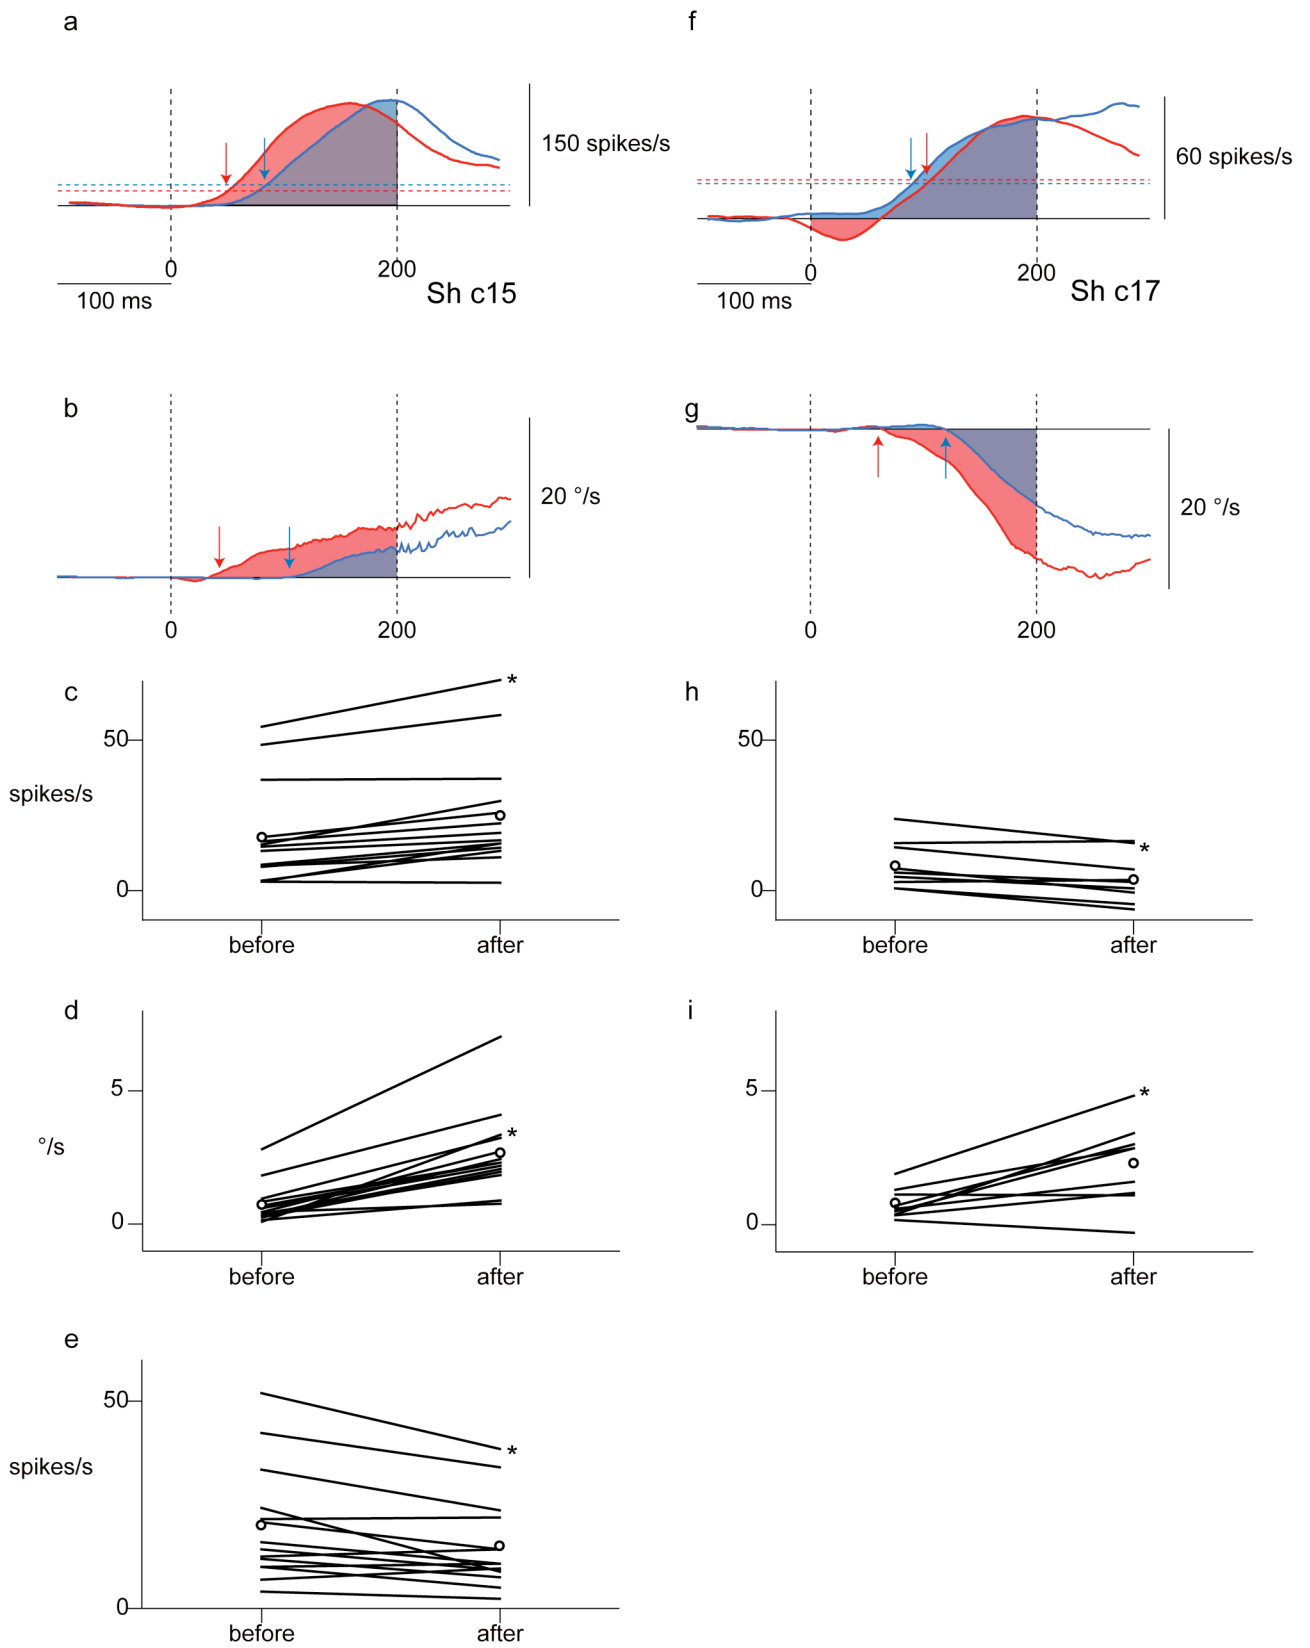 a
150 spikes/s
0
200
100 ms
Sh c15
f
60 spikes/s
0
200
100 ms
Sh c17
b
20 °/s
0
200
g
20 °/s
0
200
c
50
spikes/s
0
*
before
after
h
50
0
*
before
after
d
5
°/s
0
*
before
after
i
5
0
*
before
after
e
50
spikes/s
0
*
before
after